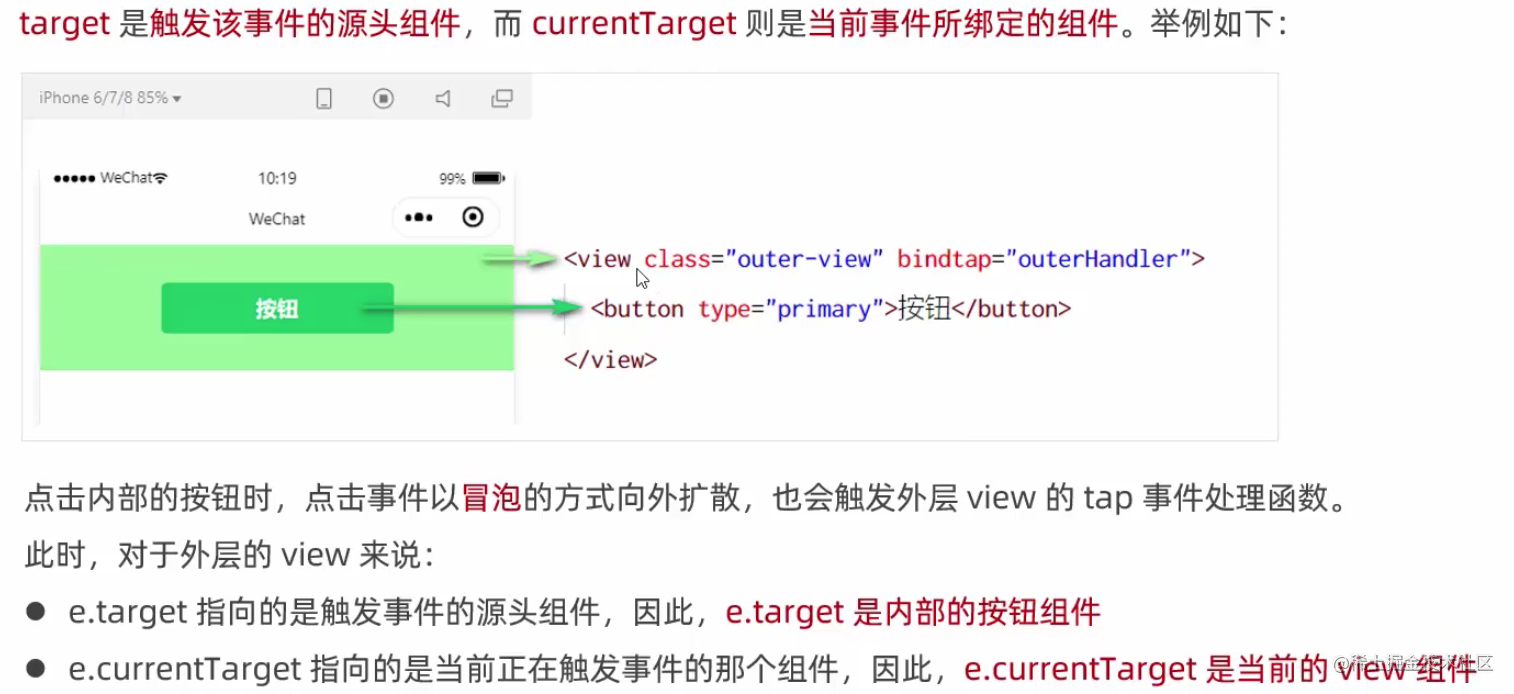 target 是触发该事件的源头组件，而 currentTarget 则是当前事件所绑定的组件。举例如下：
iPhone 6/7/8 85%
WeChat 10:19 99%
WeChat
<view class="outer-view" bindtap="outerHandler">
按钮 <button type="primary">按钮</button>
</view>
点击内部的按钮时，点击事件以冒泡的方式向外扩散，也会触发外层 view 的 tap 事件处理函数。
此时，对于外层的 view 来说：
● e.target 指向的是触发事件的源头组件，因此，e.target 是内部的按钮组件
● e.currentTarget 指向的是当前正在触发事件的那个组件，因此，e.currentTarget 是当前的 view 组件
@稀土掘金技术社区